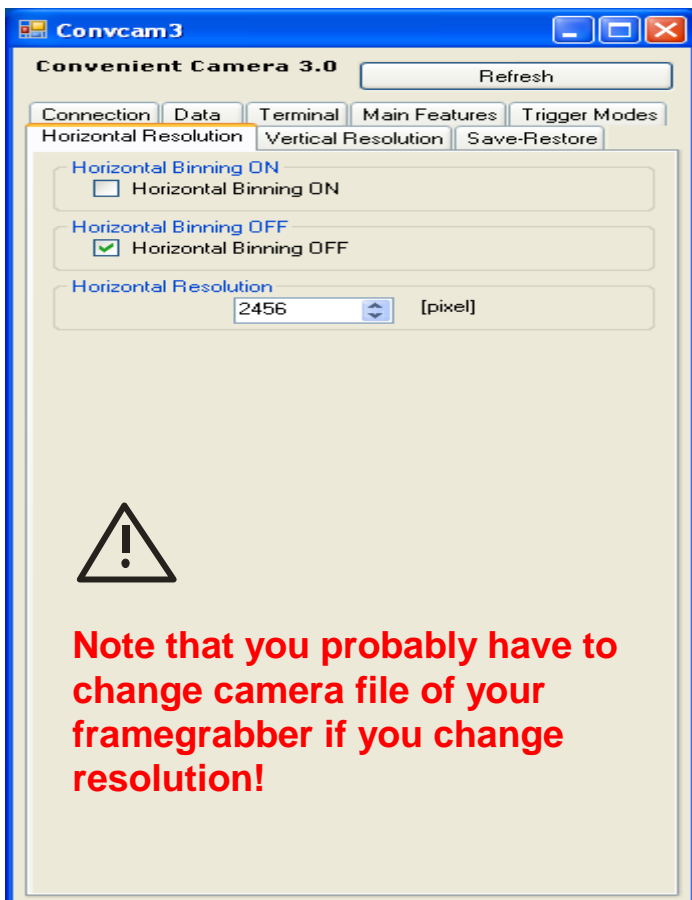 Convcam3
Convenient Camera 3.0
Refresh
Connection Data Terminal Main Features Trigger Modes
Horizontal Resolution Vertical Resolution Save-Restore
Horizontal Binning ON
Horizontal Binning ON
Horizontal Binning OFF
Horizontal Binning OFF
Horizontal Resolution
2456 [pixel]
Note that you probably have to
change camera file of your
framegrabber if you change
resolution!